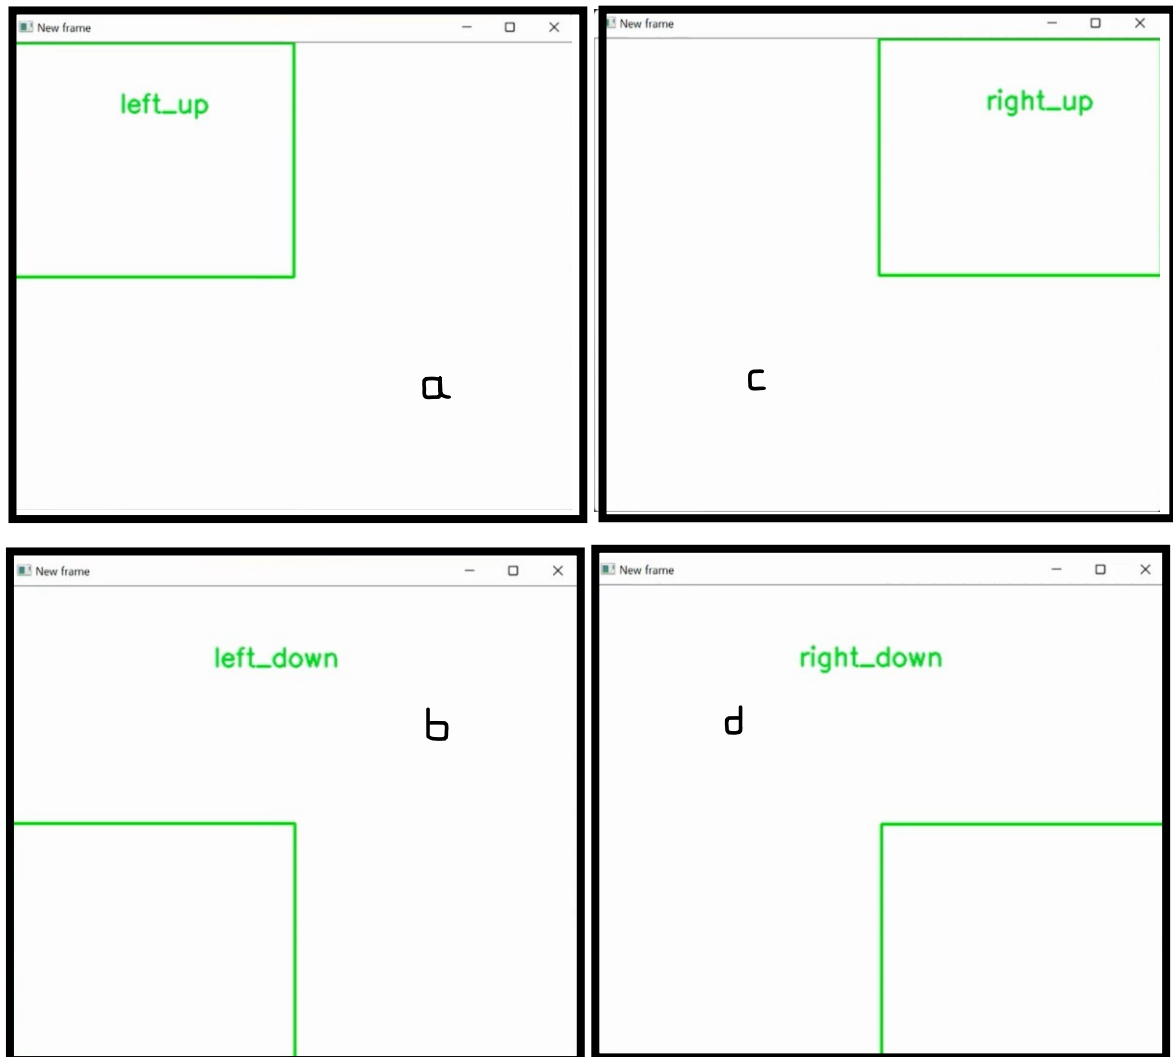 New frame
left_up
a
New frame
right_up
c
New frame
left_down
b
New frame
right_down
d